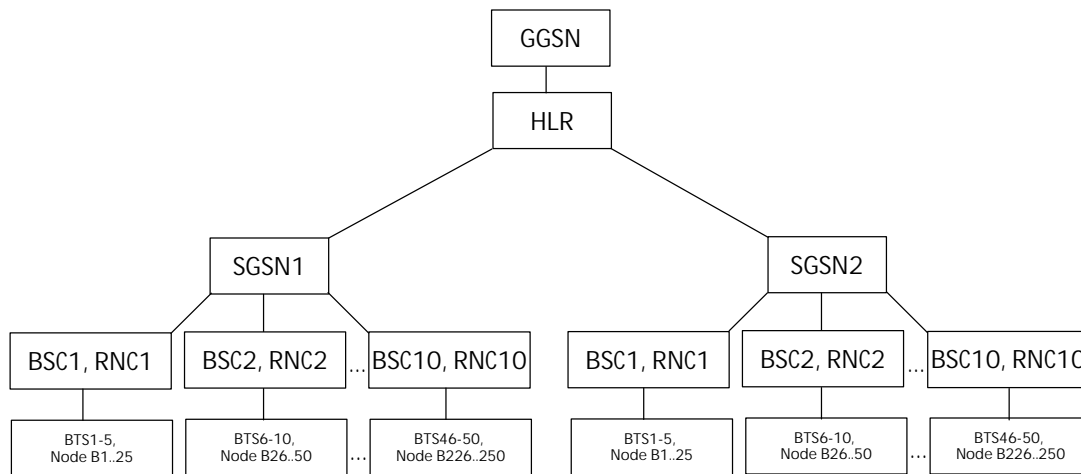 GGSN
HLR
SGSN1
SGSN2
BSC1, RNC1
BSC2, RNC2
...
BSC10, RNC10
BSC1, RNC1
BSC2, RNC2
...
BSC10, RNC10
BTS1-5,
Node B1..25
BTS6-10,
Node B26..50
...
BTS46-50,
Node B226..250
BTS1-5,
Node B1..25
BTS6-10,
Node B26..50
...
BTS46-50,
Node B226..250